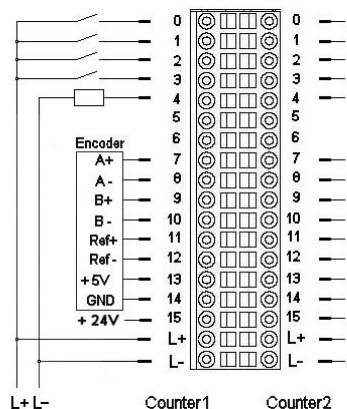 0 0
1 1
2 2
3 3
4 4
5 5
Encoder 6 6
A+ 7 7
A- 8 8
B+ 9 9
B- 10 10
Ref+ 11 11
Ref- 12 12
+5V 13 13
GND 14 14
+ 24V 15 15
L+ L+
L- L-
L+ L- Counter1 Counter2